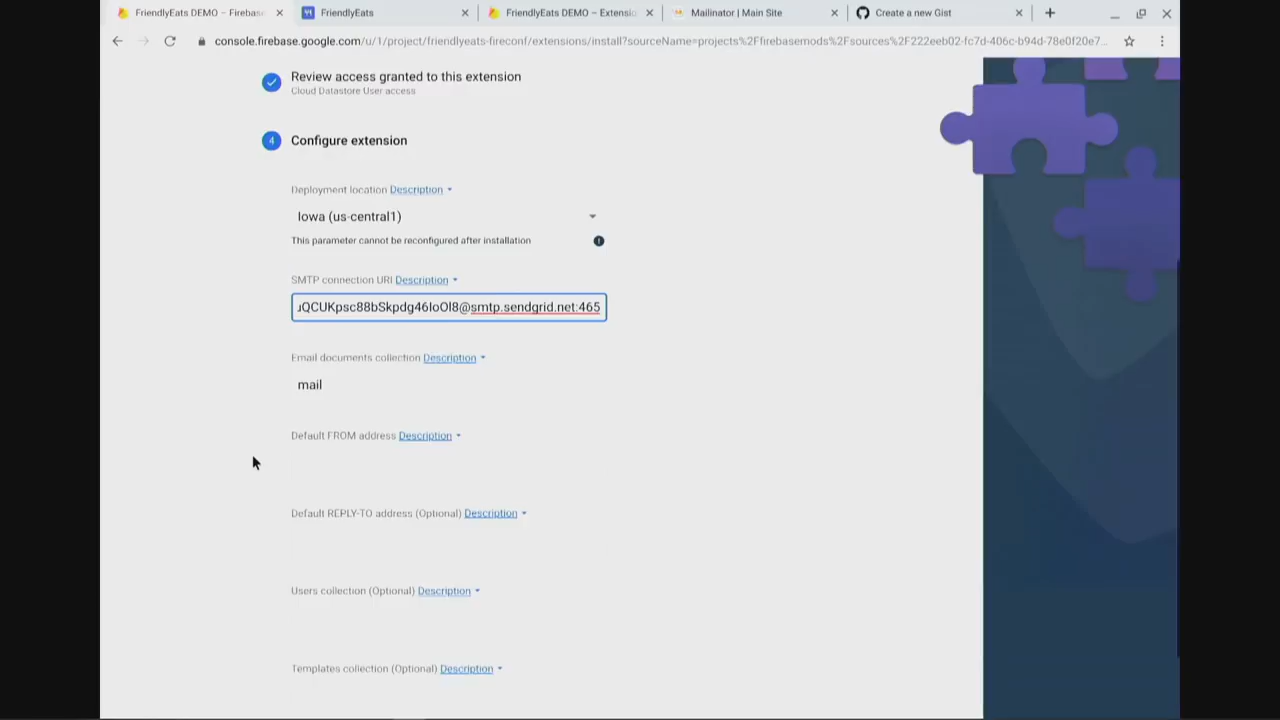 FriendlyEats DEMO – Firebase
FriendlyEats
FriendlyEats DEMO – Extensio
Mailinator | Main Site
Create a new Gist
console.firebase.google.com/u/1/project/friendlyeats-fireconf/extensions/install?sourceName=projects%2Ffirebasemods%2Fsources%2F222eeb02-fc7d-406c-b94d-78e0f20e7...
Review access granted to this extension
Cloud Datastore User access
4 Configure extension
Deployment location Description
Iowa (us-central1)
This parameter cannot be reconfigured after installation
SMTP connection URI Description
QCUKpsc88bSkpdg46IoOl8@smtp.sendgrid.net:465
Email documents collection Description
mail
Default FROM address Description
Default REPLY-TO address (Optional) Description
Users collection (Optional) Description
Templates collection (Optional) Description